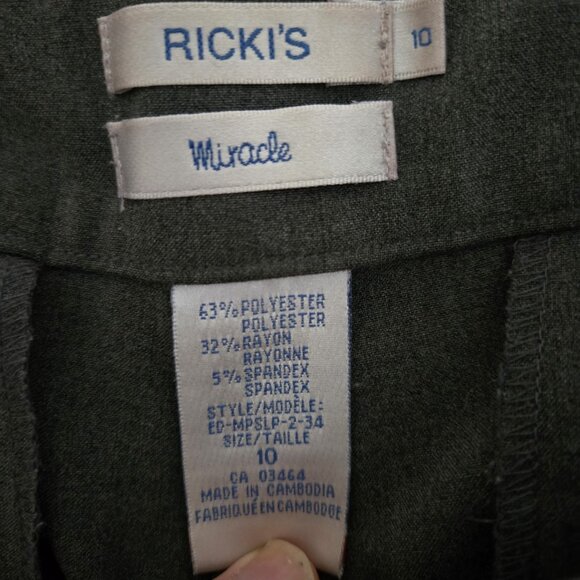 RICKI'S
10
Miracle
63% POLYESTER
POLYESTER
32% RAYON
RAYONNE
5% SPANDEX
SPANDEX
STYLE/MODÈLE:
ED-MPSLP-2-34
SIZE/TAILLE
10
CA 03464
MADE IN CAMBODIA
FABRIQUÉ EN CAMBODGE